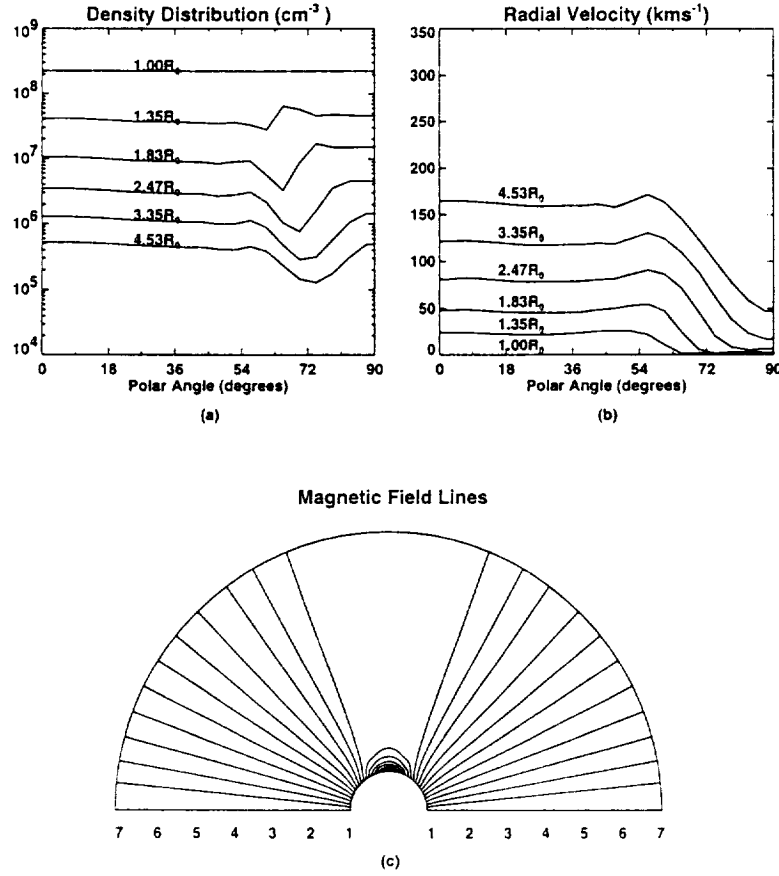 Density Distribution (cm⁻³)
10⁹
10⁸
10⁷
10⁶
10⁵
10⁴
1.00R₀
1.35R₀
1.83R₀
2.47R₀
3.35R₀
4.53R₀
0 18 36 54 72 90
Polar Angle (degrees)
(a)
Radial Velocity (kms⁻¹)
350
300
250
200
150
100
50
0
4.53R₀
3.35R₀
2.47R₀
1.83R₀
1.35R₀
1.00R₀
0 18 36 54 72 90
Polar Angle (degrees)
(b)
Magnetic Field Lines
7 6 5 4 3 2 1 1 2 3 4 5 6 7
(c)